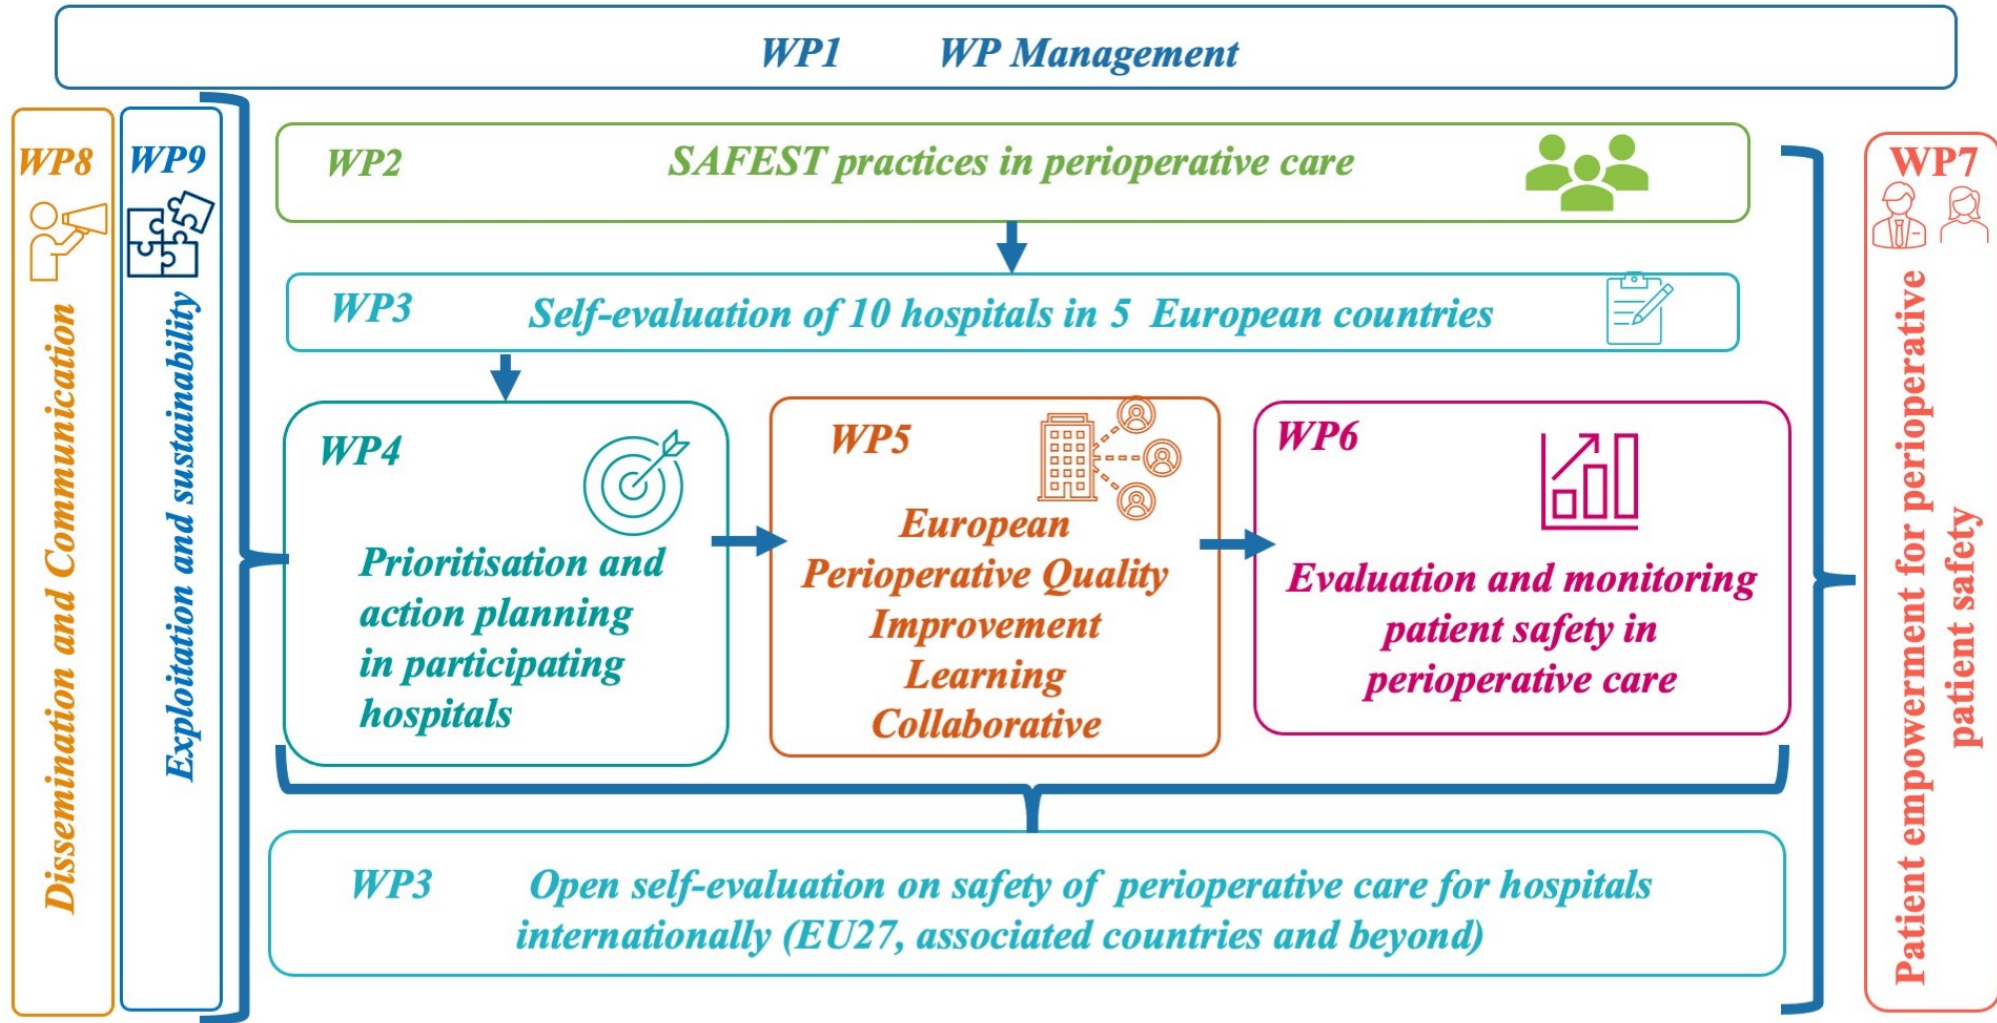 WP1 WP Management
WP8
Dissemination and Communication
WP9
Exploitation and sustainability
WP2 SAFEST practices in perioperative care
WP3 Self-evaluation of 10 hospitals in 5 European countries
WP4
Prioritisation and
action planning
in participating
hospitals
WP5
European
Perioperative Quality
Improvement
Learning
Collaborative
WP6
Evaluation and monitoring
patient safety in
perioperative care
WP3 Open self-evaluation on safety of perioperative care for hospitals
internationally (EU27, associated countries and beyond)
WP7
Patient empowerment for perioperative
patient safety